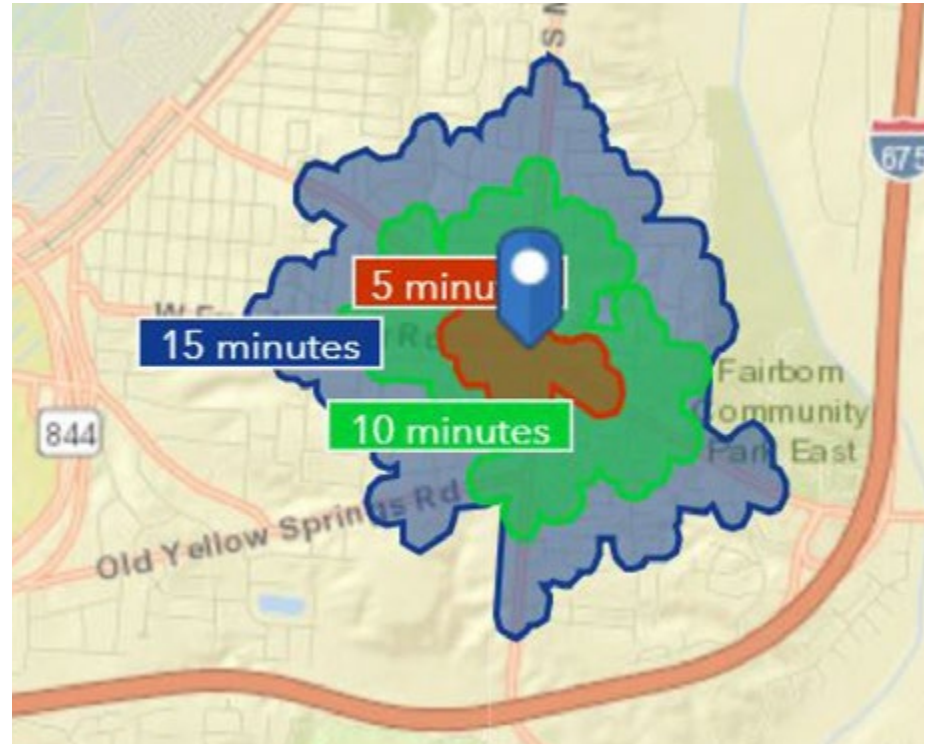 S
675
5 minu
15 minutes
844
10 minutes
Fairborn
Community
Park East
Old Yellow Springs Rd